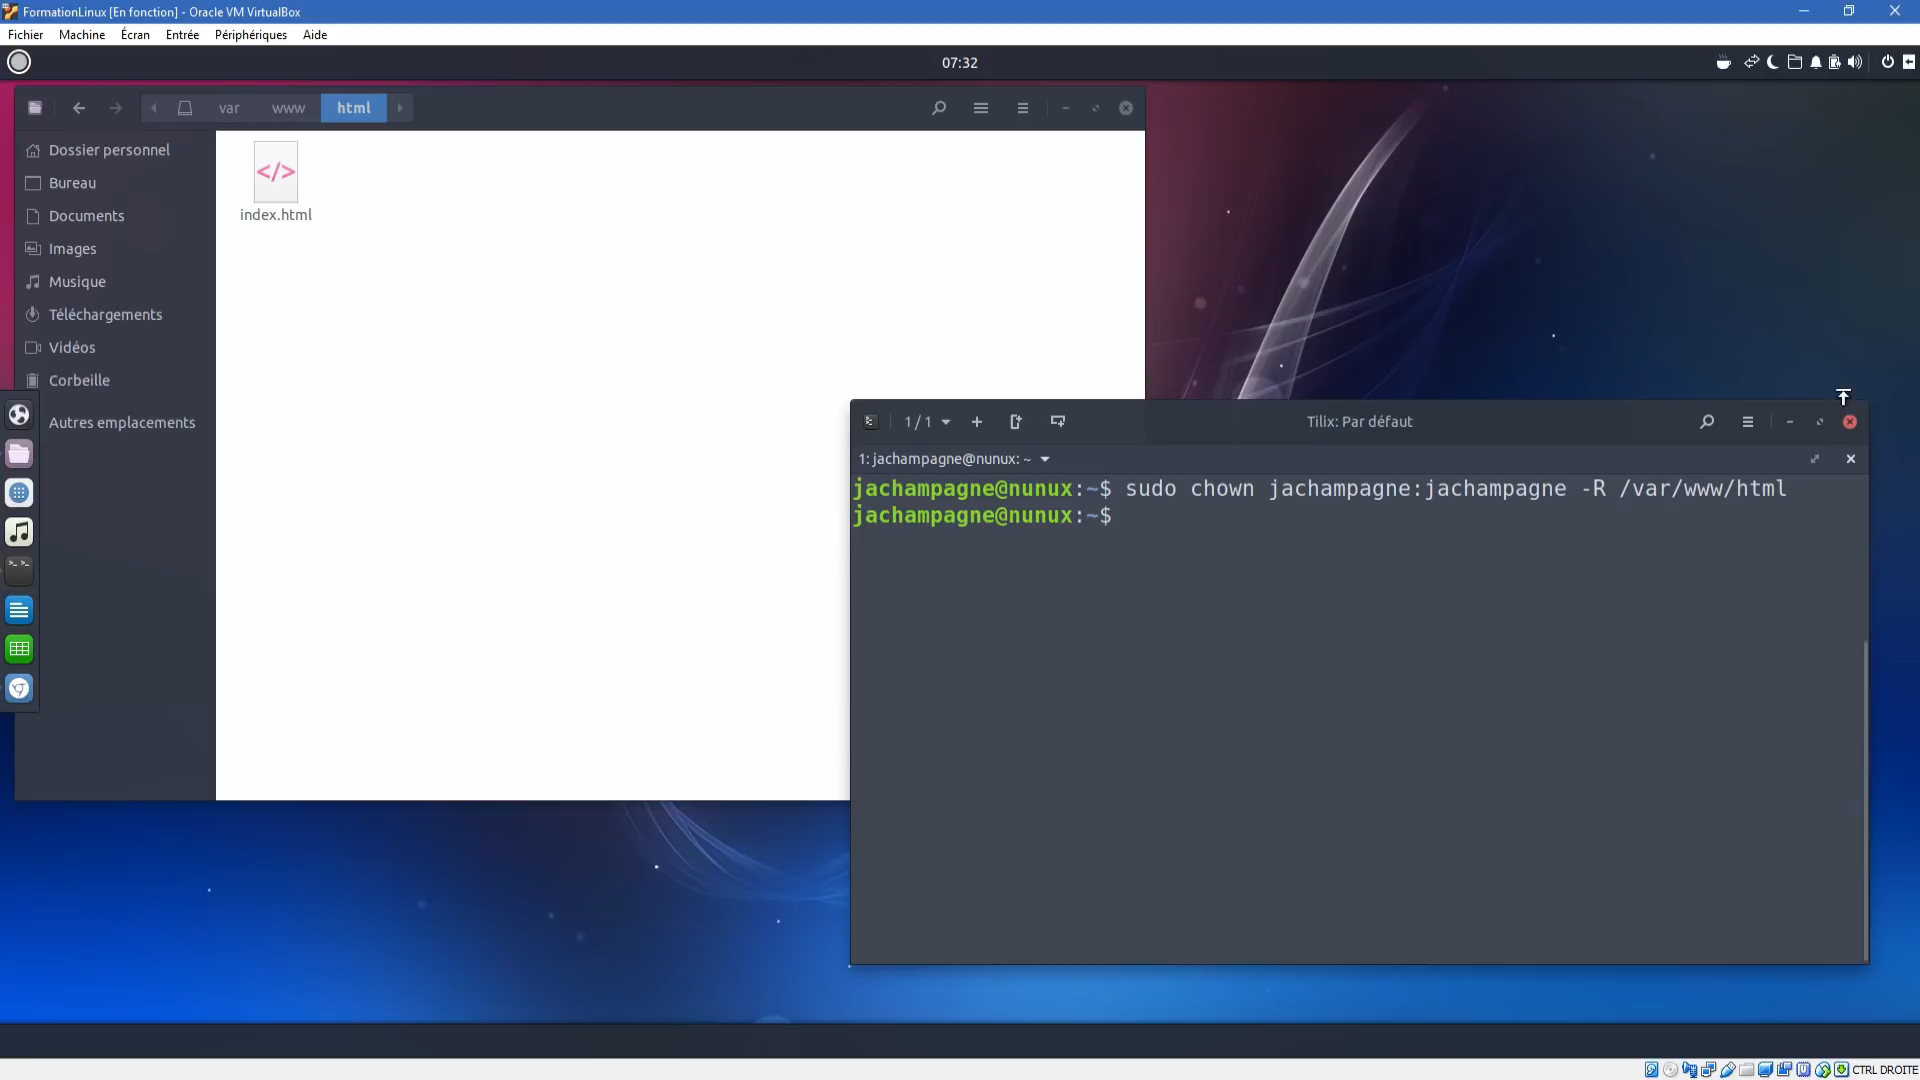 FormationLinux [En fonction] - Oracle VM VirtualBox
Fichier Machine Écran Entrée Périphériques Aide
07:32
var www html
Dossier personnel
Bureau
Documents
Images
Musique
Téléchargements
Vidéos
Corbeille
Autres emplacements
index.html
1 / 1 Tilix: Par défaut
1: jachampagne@nunux: ~
jachampagne@nunux:~$ sudo chown jachampagne:jachampagne -R /var/www/html
jachampagne@nunux:~$
CTRL DROITE